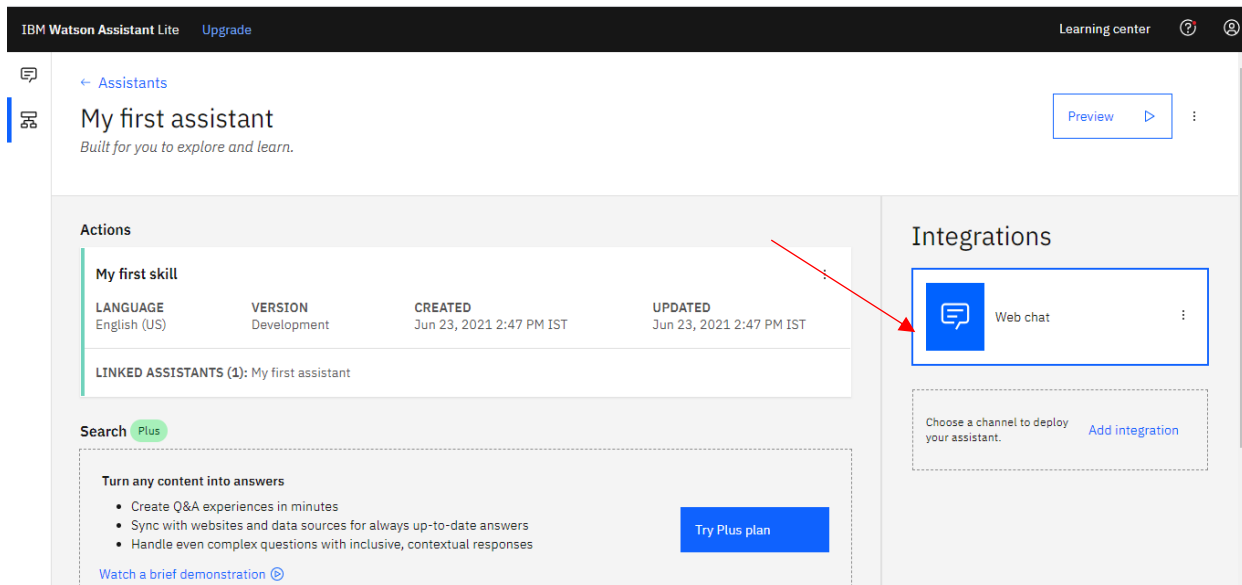 IBM Watson Assistant Lite Upgrade Learning center
← Assistants
My first assistant
Preview
Built for you to explore and learn.
Actions
My first skill
LANGUAGE VERSION CREATED UPDATED
English (US) Development Jun 23, 2021 2:47 PM IST Jun 23, 2021 2:47 PM IST
LINKED ASSISTANTS (1): My first assistant
Search Plus
Turn any content into answers
• Create Q&A experiences in minutes
• Sync with websites and data sources for always up-to-date answers
• Handle even complex questions with inclusive, contextual responses
Try Plus plan
Watch a brief demonstration
Integrations
Web chat
Choose a channel to deploy
your assistant.
Add integration